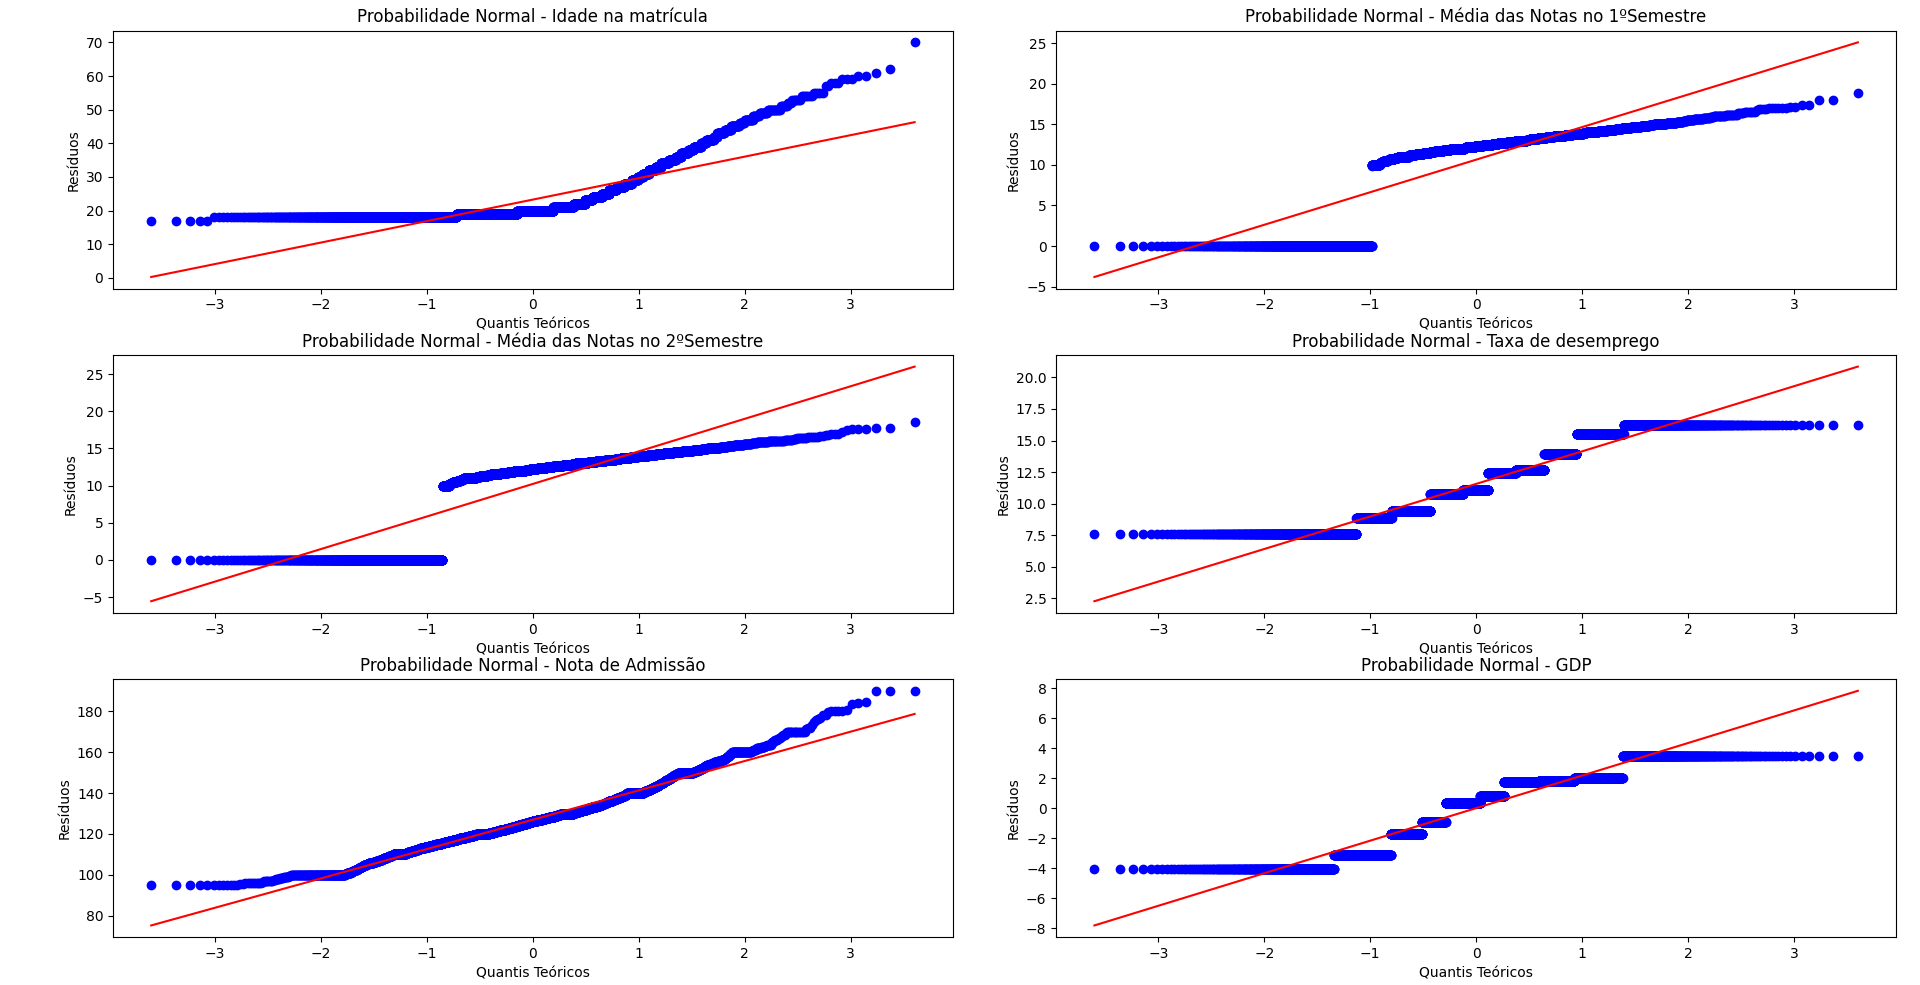 Probabilidade Normal - Idade na matrícula
70
60
50
40
30
20
10
0
Resíduos
−3 −2 −1 0 1 2 3
Quantis Teóricos
Probabilidade Normal - Média das Notas no 1ºSemestre
25
20
15
10
5
0
−5
Resíduos
−3 −2 −1 0 1 2 3
Quantis Teóricos
Probabilidade Normal - Média das Notas no 2ºSemestre
25
20
15
10
5
0
−5
Resíduos
−3 −2 −1 0 1 2 3
Quantis Teóricos
Probabilidade Normal - Taxa de desemprego
20.0
17.5
15.0
12.5
10.0
7.5
5.0
2.5
Resíduos
−3 −2 −1 0 1 2 3
Quantis Teóricos
Probabilidade Normal - Nota de Admissão
180
160
140
120
100
80
Resíduos
−3 −2 −1 0 1 2 3
Quantis Teóricos
Probabilidade Normal - GDP
8
6
4
2
0
−2
−4
−6
−8
Resíduos
−3 −2 −1 0 1 2 3
Quantis Teóricos